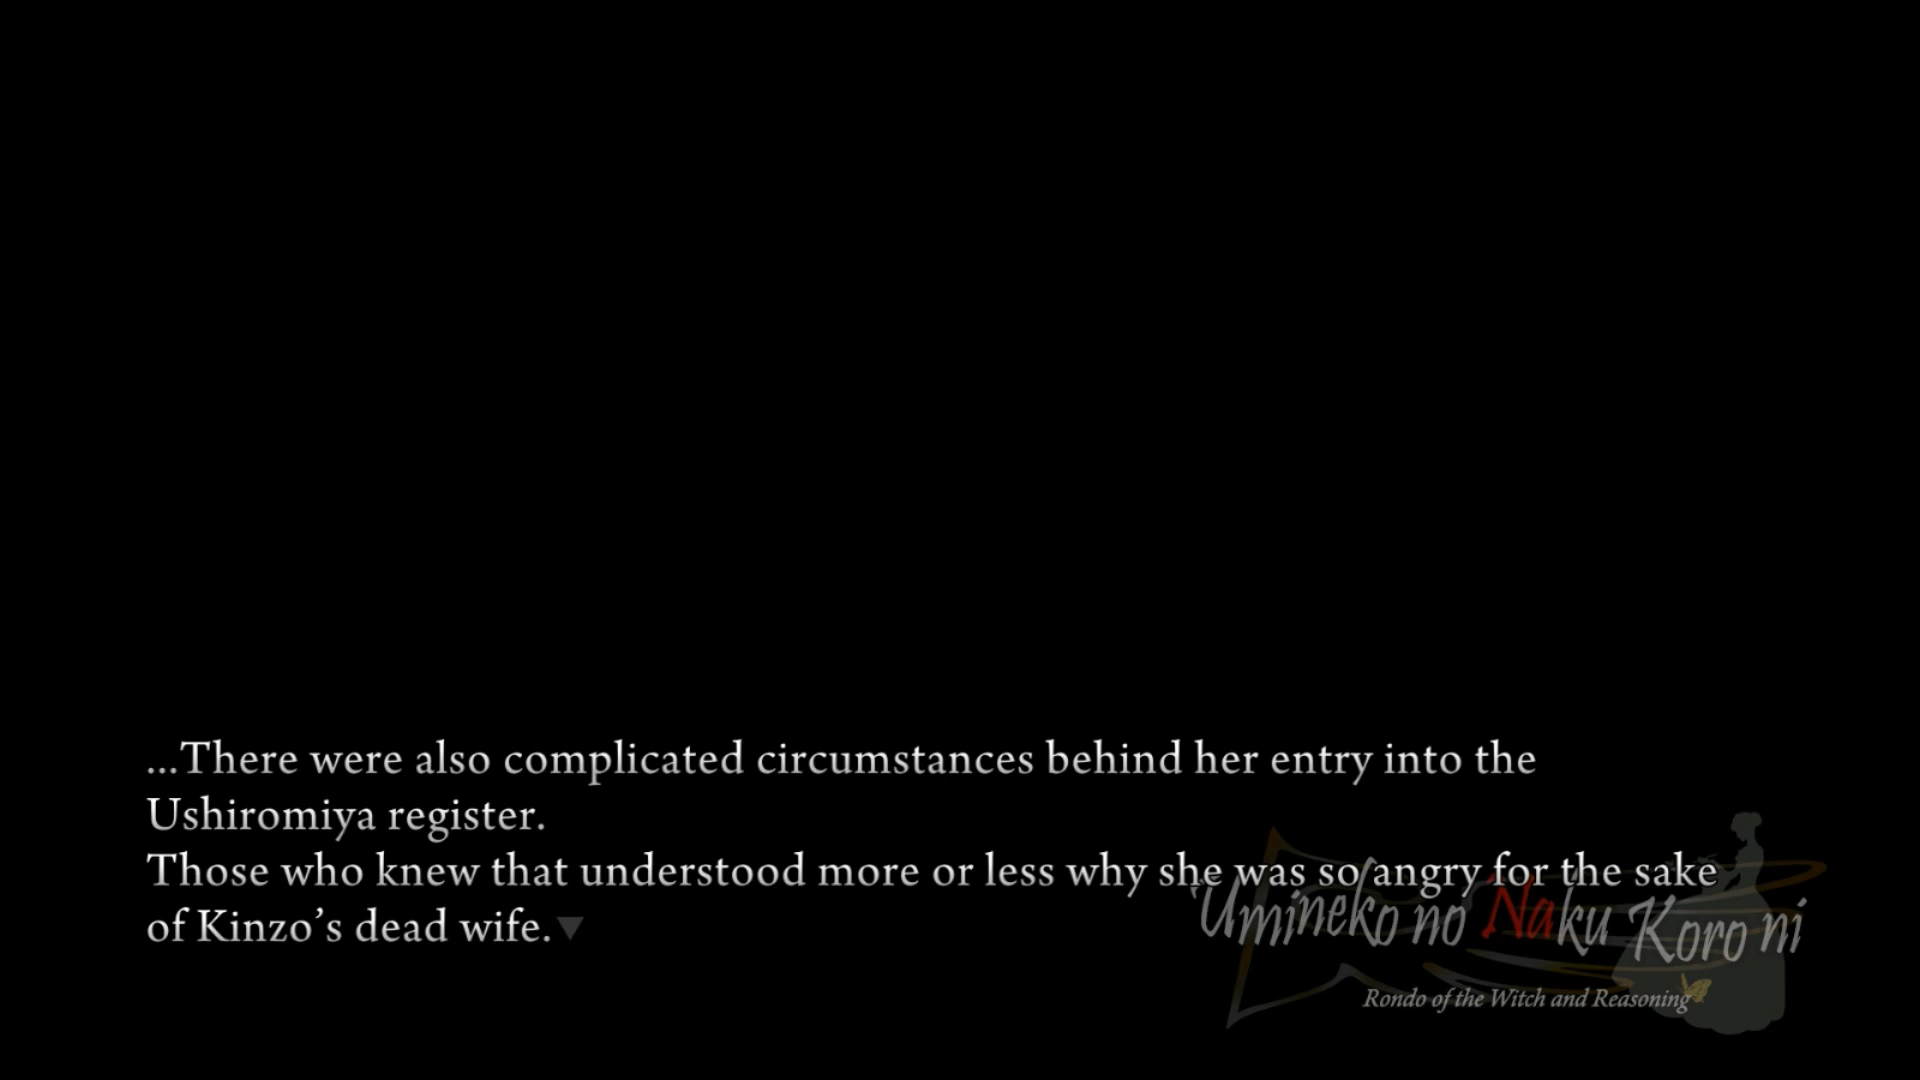 ...There were also complicated circumstances behind her entry into the
Ushiromiya register.
Those who knew that understood more or less why she was so angry for the sake
of Kinzo’s dead wife.
Umineko no Naku Koro ni
Rondo of the Witch and Reasoning